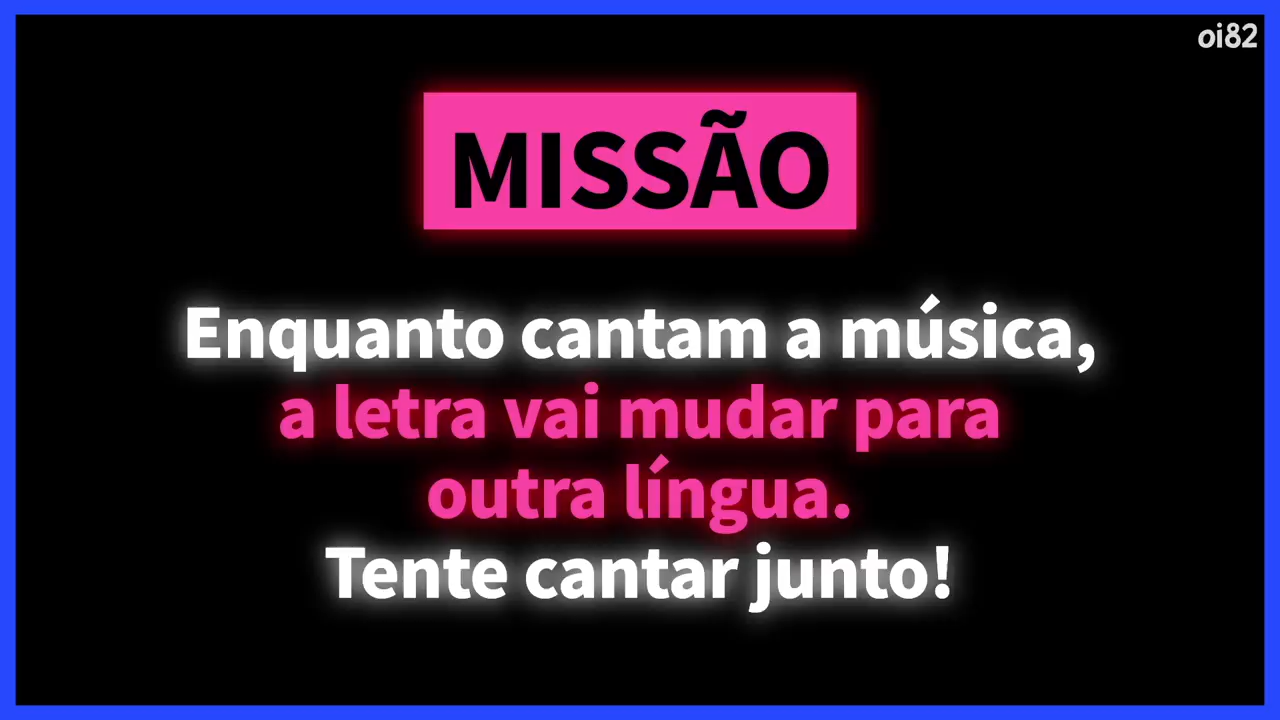 oi82
MISSÃO
Enquanto cantam a música,
a letra vai mudar para
outra língua.
Tente cantar junto!